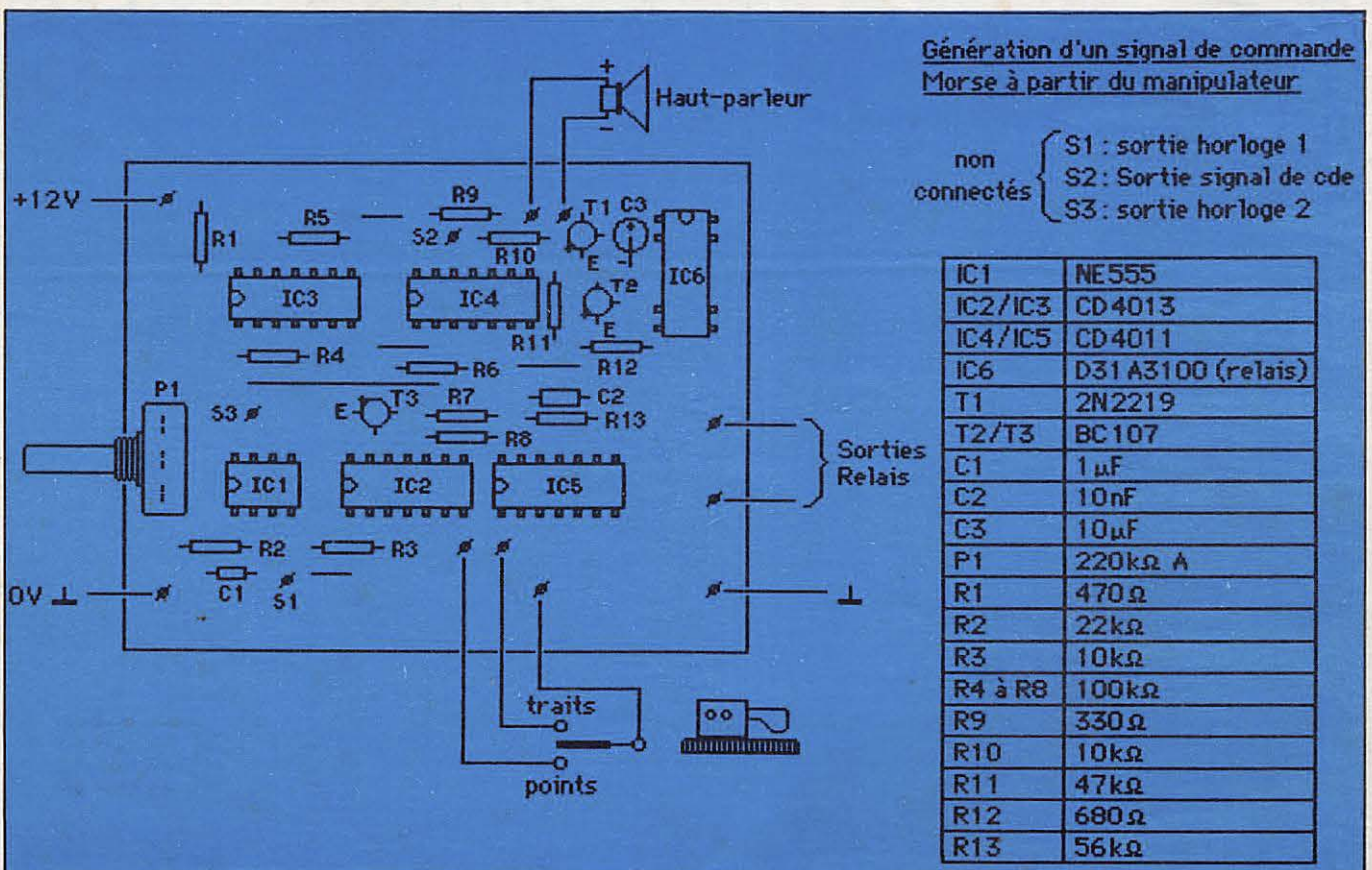 Génération d'un signal de commande
Morse à partir du manipulateur
non
connectés
S1 : sortie horloge 1
S2 : Sortie signal de cde
S3 : sortie horloge 2
+
Haut-parleur
−
+12V
R1
R5
R9
S2
R10
T1
C3
E
−
IC6
IC3
IC4
R11
T2
E
R12
R4
R6
P1
S3
E
T3
R7
C2
R13
R8
IC1
IC2
IC5
Sorties
Relais
R2
R3
0V
C1
S1
traits
points
IC1 NE555
IC2/IC3 CD4013
IC4/IC5 CD4011
IC6 D31A3100 (relais)
T1 2N2219
T2/T3 BC107
C1 1µF
C2 10nF
C3 10µF
P1 220kΩ A
R1 470Ω
R2 22kΩ
R3 10kΩ
R4 à R8 100kΩ
R9 330Ω
R10 10kΩ
R11 47kΩ
R12 680Ω
R13 56kΩ